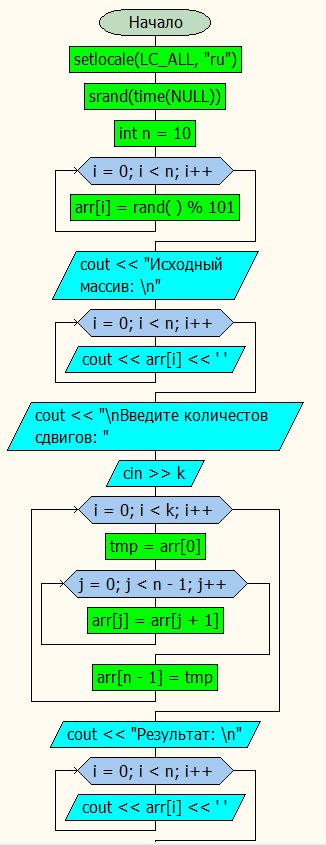 Начало
setlocale(LC_ALL, "ru")
srand(time(NULL))
int n = 10
i = 0; i < n; i++
arr[i] = rand( ) % 101
cout << "Исходный
массив: \n"
i = 0; i < n; i++
cout << arr[i] << ' '
cout << "\nВведите количестов
сдвигов: "
cin >> k
i = 0; i < k; i++
tmp = arr[0]
j = 0; j < n - 1; j++
arr[j] = arr[j + 1]
arr[n - 1] = tmp
cout << "Результат: \n"
i = 0; i < n; i++
cout << arr[i] << ' '